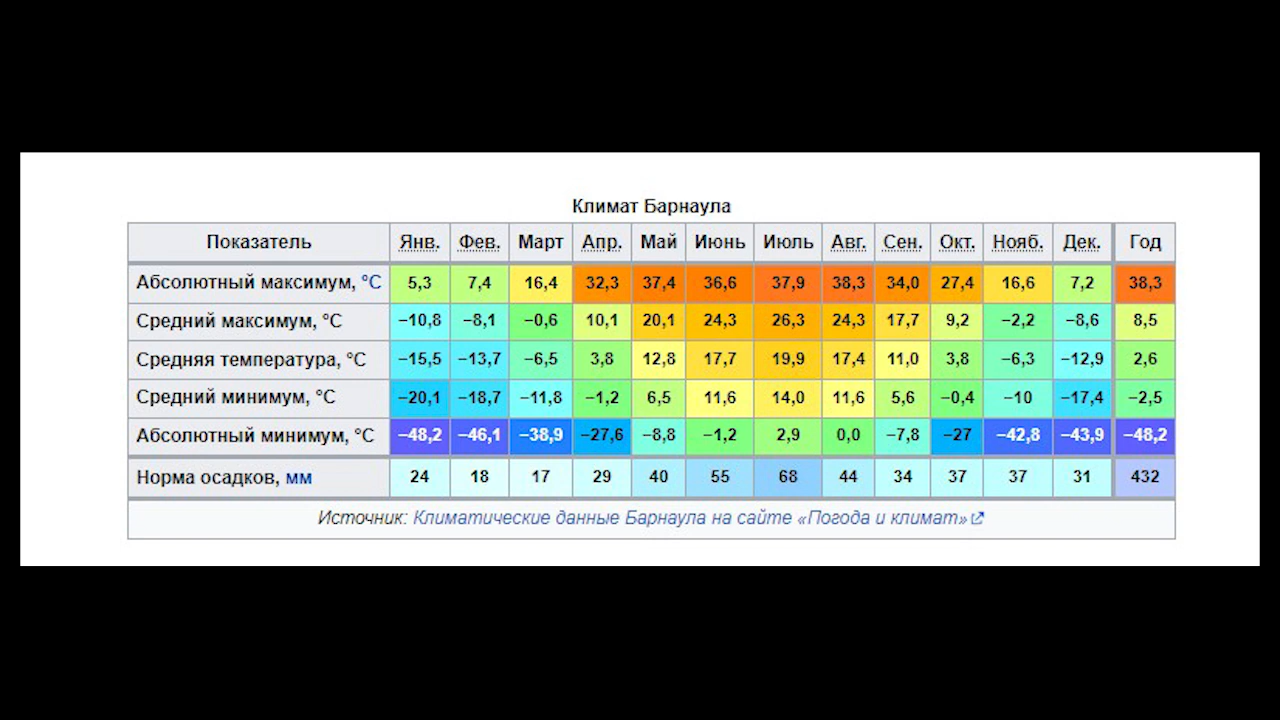 Климат Барнаула
Показатель Янв. Фев. Март Апр. Май Июнь Июль Авг. Сен. Окт. Нояб. Дек. Год
Абсолютный максимум, °C 5,3 7,4 16,4 32,3 37,4 36,6 37,9 38,3 34,0 27,4 16,6 7,2 38,3
Средний максимум, °C −10,8 −8,1 −0,6 10,1 20,1 24,3 26,3 24,3 17,7 9,2 −2,2 −8,6 8,5
Средняя температура, °C −15,5 −13,7 −6,5 3,8 12,8 17,7 19,9 17,4 11,0 3,8 −6,3 −12,9 2,6
Средний минимум, °C −20,1 −18,7 −11,8 −1,2 6,5 11,6 14,0 11,6 5,6 −0,4 −10 −17,4 −2,5
Абсолютный минимум, °C −48,2 −46,1 −38,9 −27,6 −8,8 −1,2 2,9 0,0 −7,8 −27 −42,8 −43,9 −48,2
Норма осадков, мм 24 18 17 29 40 55 68 44 34 37 37 31 432
Источник: Климатические данные Барнаула на сайте «Погода и климат»